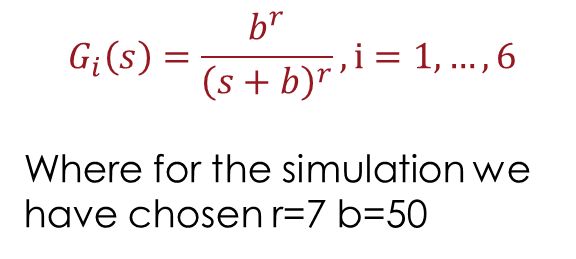 G_i(s) = b^r / (s + b)^r , i = 1, ..., 6
Where for the simulation we
have chosen r=7 b=50